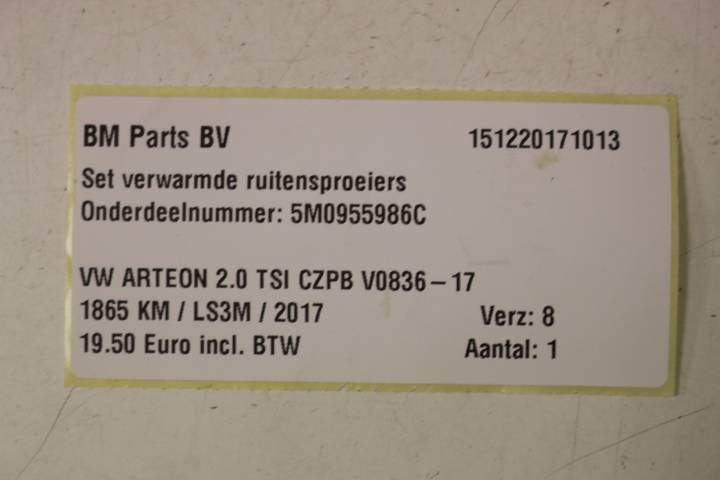 BM Parts BV 151220171013
Set verwarmde ruitensproeiers
Onderdeelnummer: 5M0955986C
VW ARTEON 2.0 TSI CZPB V0836-17
1865 KM / LS3M / 2017 Verz: 8
19.50 Euro incl. BTW Aantal: 1